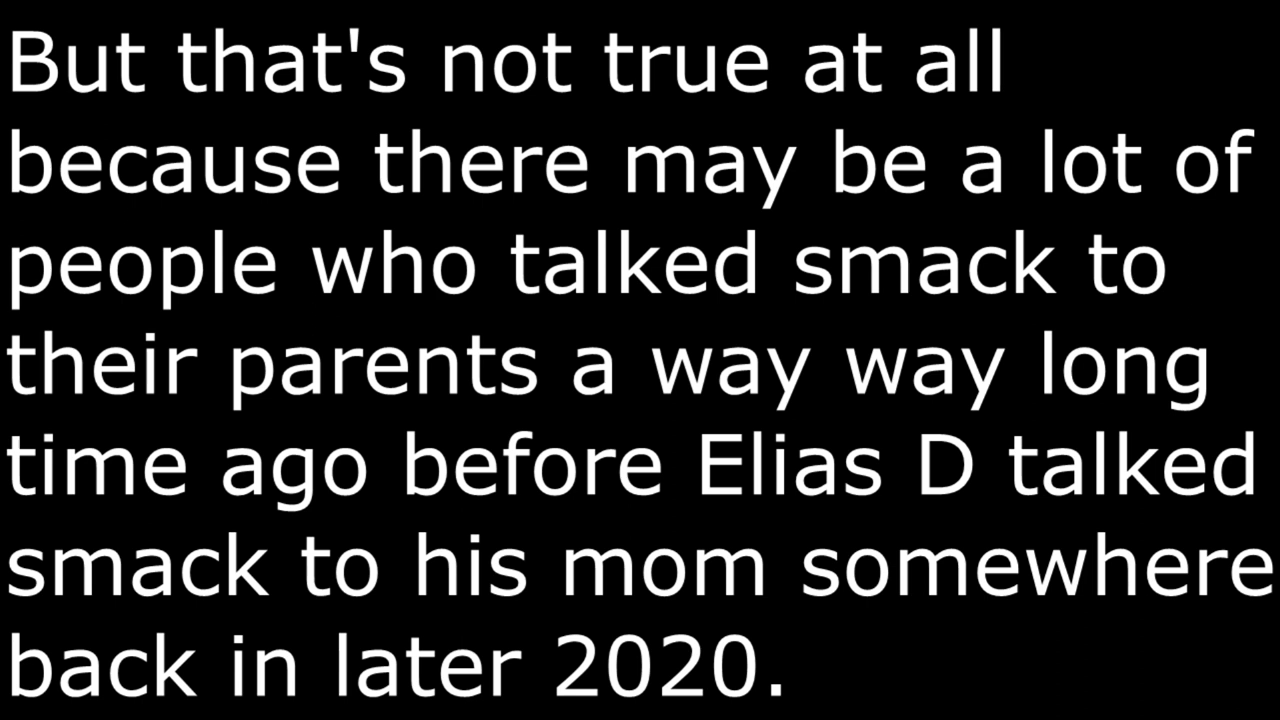 But that's not true at all
because there may be a lot of
people who talked smack to
their parents a way way long
time ago before Elias D talked
smack to his mom somewhere
back in later 2020.